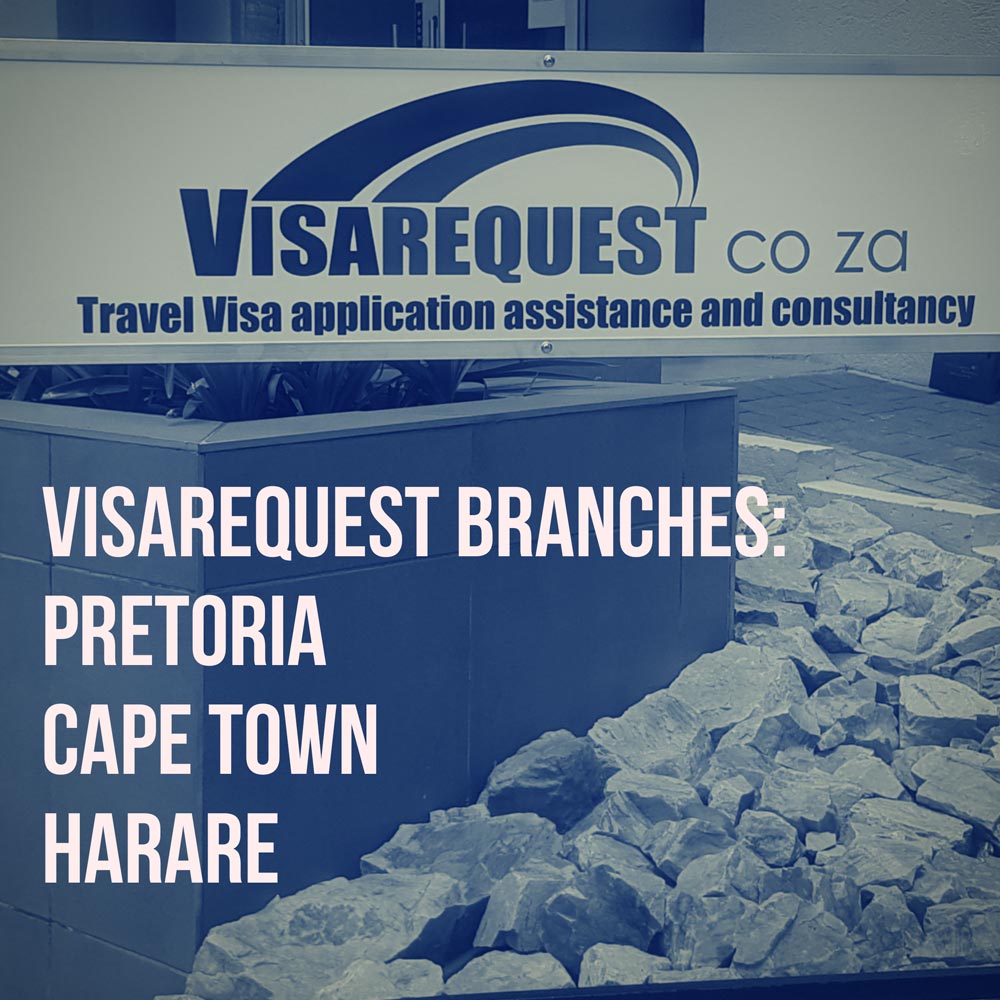 VISAREQUEST co za
Travel Visa application assistance and consultancy
VISAREQUEST BRANCHES:
PRETORIA
CAPE TOWN
HARARE